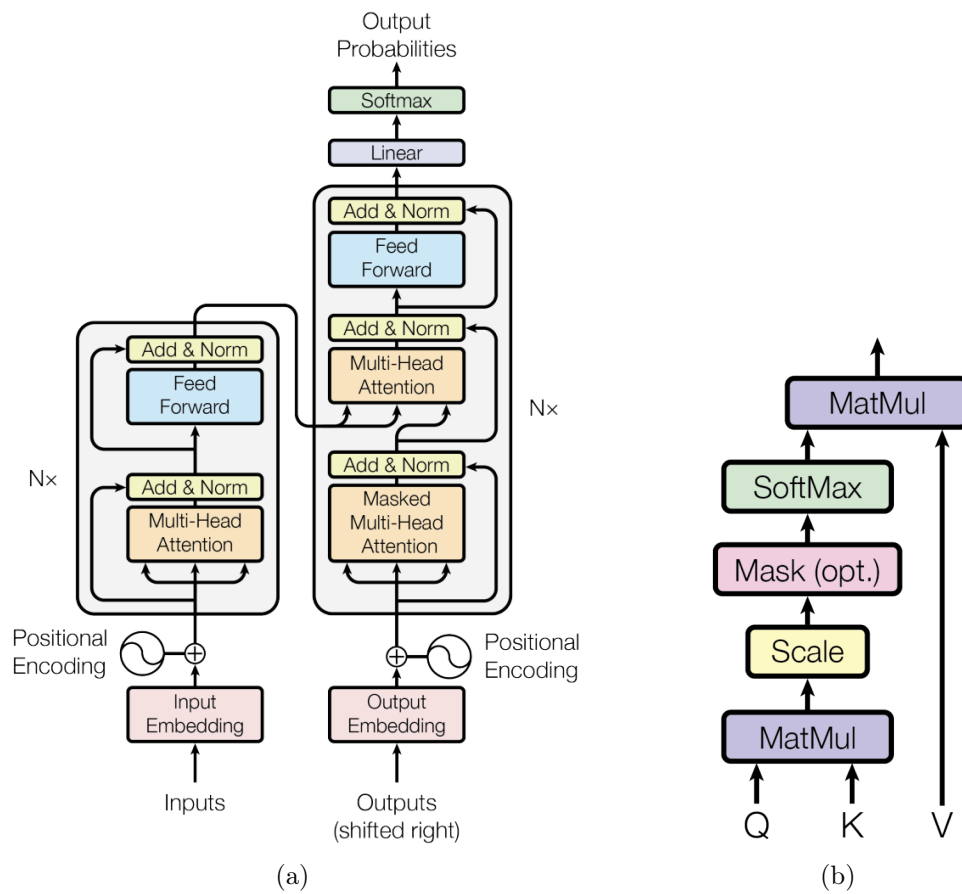 Output
Probabilities
Softmax
Linear
Add & Norm
Feed
Forward
Add & Norm
Multi-Head
Attention
Nx
Add & Norm
Masked
Multi-Head
Attention
Positional
Encoding
Output
Embedding
Outputs
(shifted right)
Add & Norm
Feed
Forward
Nx
Add & Norm
Multi-Head
Attention
Positional
Encoding
Input
Embedding
Inputs
(a)
MatMul
SoftMax
Mask (opt.)
Scale
MatMul
Q K V
(b)